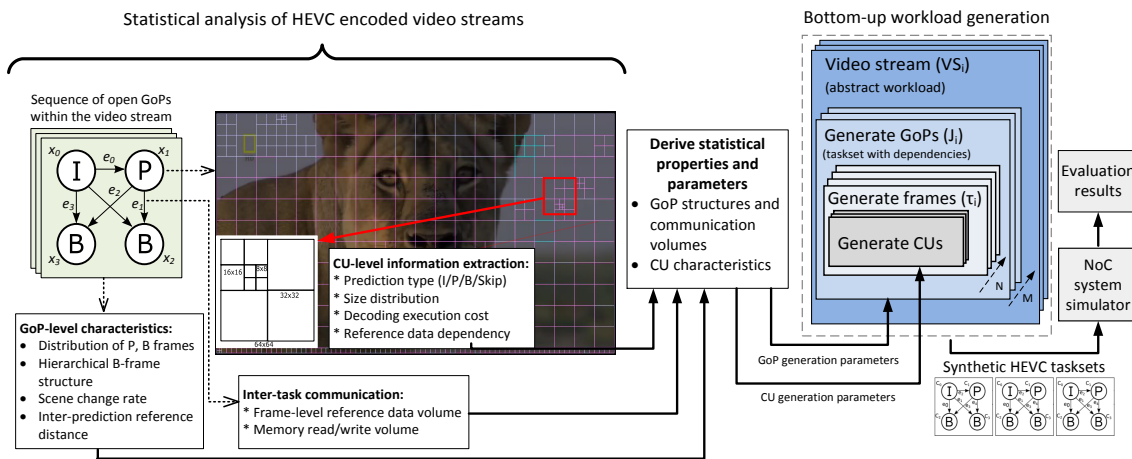 Statistical analysis of HEVC encoded video streams
Sequence of open GoPs
within the video stream
x0
I
e0
P
x1
e2
e3
e1
B
B
x3
x2
GoP-level characteristics:
Distribution of P, B frames
Hierarchical B-frame
structure
Scene change rate
Inter-prediction reference
distance
16x16
8x8
32x32
64x64
CU-level information extraction:
* Prediction type (I/P/B/Skip)
* Size distribution
* Decoding execution cost
* Reference data dependency
Inter-task communication:
* Frame-level reference data volume
* Memory read/write volume
Derive statistical
properties and
parameters
GoP structures and
communication
volumes
CU characteristics
Bottom-up workload generation
Video stream (VSi)
(abstract workload)
Generate GoPs (Ji)
(taskset with dependencies)
Generate frames (τi)
Generate CUs
N
M
GoP generation parameters
CU generation parameters
Evaluation
results
NoC
system
simulator
Synthetic HEVC tasksets
I P I P I P
B B B B B B